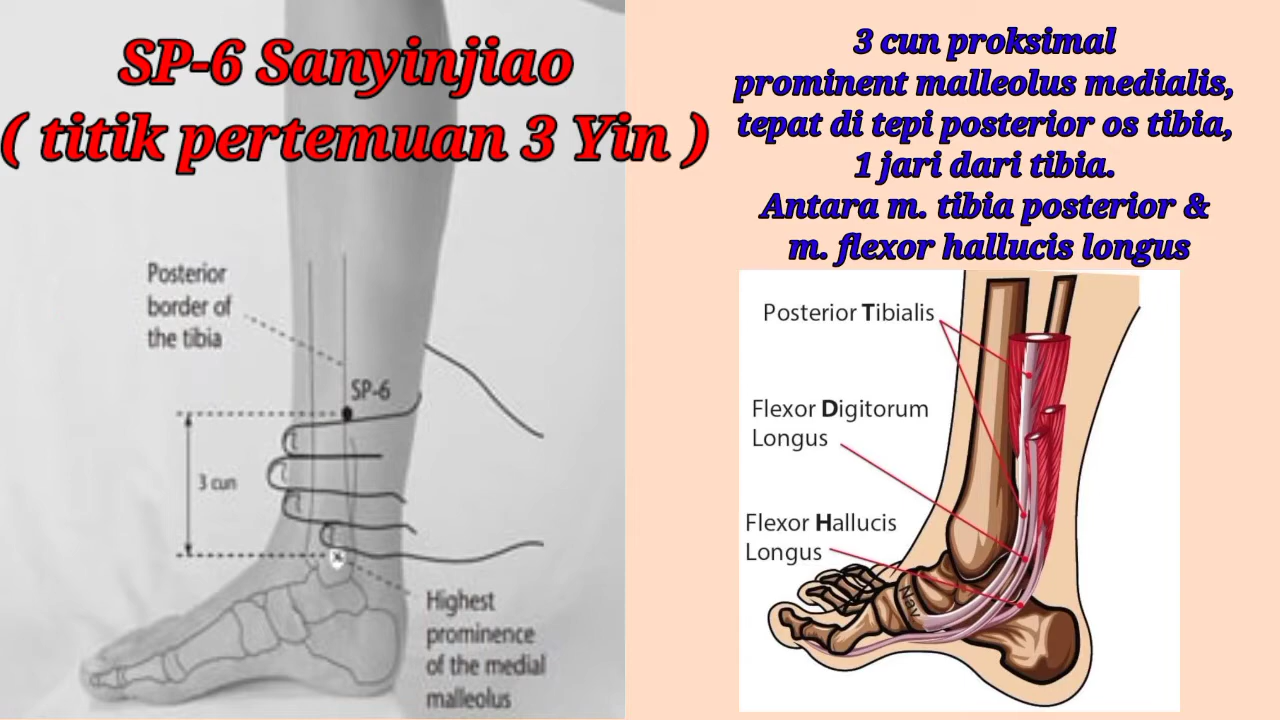 SP-6 Sanyinjiao
( titik pertemuan 3 Yin )
Posterior
border of
the tibia
SP-6
3 cun
Highest
prominence
of the medial
malleolus
3 cun proksimal
prominent malleolus medialis,
tepat di tepi posterior os tibia,
1 jari dari tibia.
Antara m. tibia posterior &
m. flexor hallucis longus
Posterior Tibialis
Flexor Digitorum
Longus
Flexor Hallucis
Longus
Nav